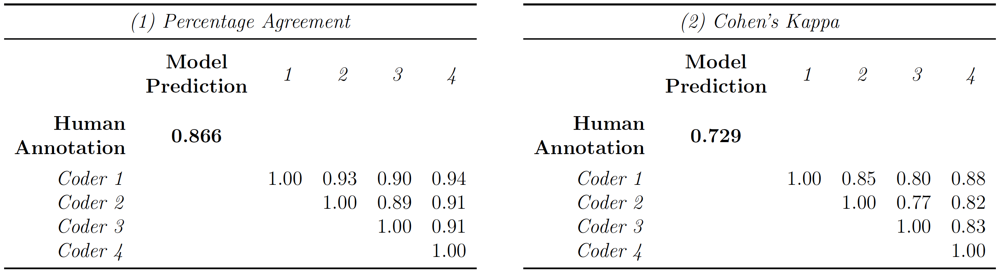 (1) Percentage Agreement
Model
Prediction 1 2 3 4
Human
Annotation 0.866
Coder 1 1.00 0.93 0.90 0.94
Coder 2 1.00 0.89 0.91
Coder 3 1.00 0.91
Coder 4 1.00
(2) Cohen's Kappa
Model
Prediction 1 2 3 4
Human
Annotation 0.729
Coder 1 1.00 0.85 0.80 0.88
Coder 2 1.00 0.77 0.82
Coder 3 1.00 0.83
Coder 4 1.00